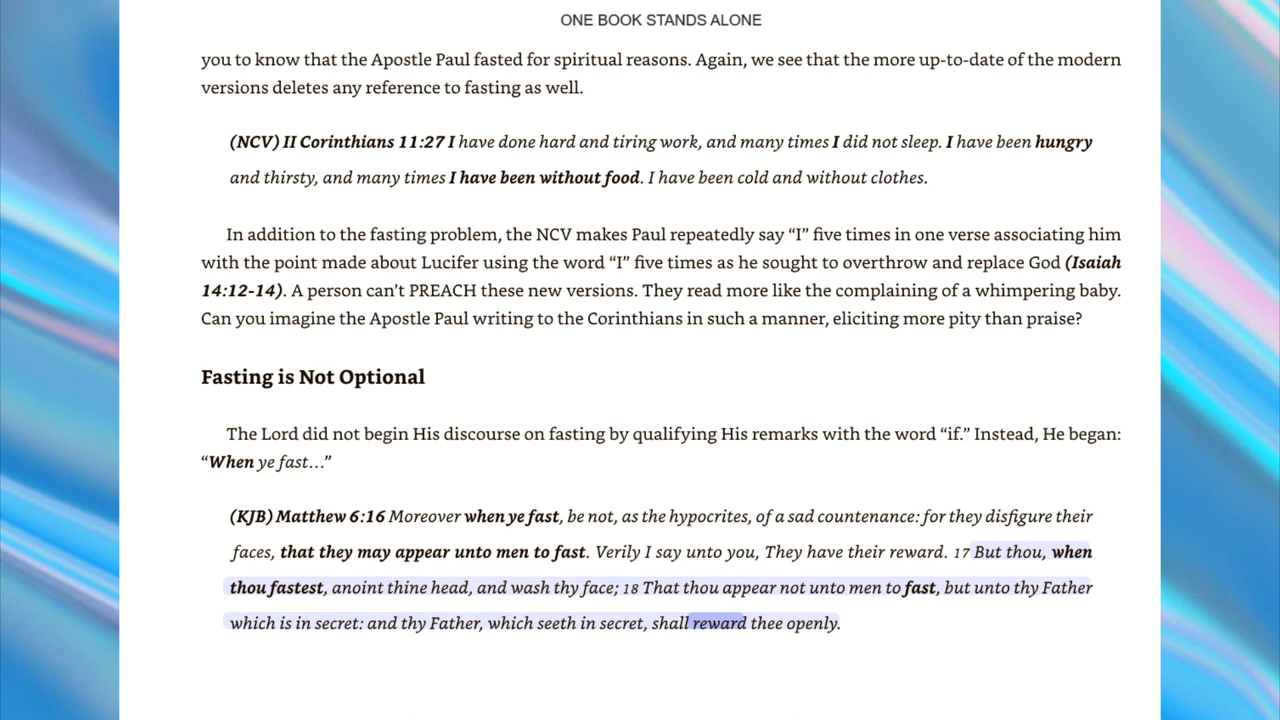 ONE BOOK STANDS ALONE
you to know that the Apostle Paul fasted for spiritual reasons. Again, we see that the more up-to-date of the modern
versions deletes any reference to fasting as well.
(NCV) II Corinthians 11:27 I have done hard and tiring work, and many times I did not sleep. I have been hungry
and thirsty, and many times I have been without food. I have been cold and without clothes.
In addition to the fasting problem, the NCV makes Paul repeatedly say “I” five times in one verse associating him
with the point made about Lucifer using the word “I” five times as he sought to overthrow and replace God (Isaiah
14:12-14). A person can’t PREACH these new versions. They read more like the complaining of a whimpering baby.
Can you imagine the Apostle Paul writing to the Corinthians in such a manner, eliciting more pity than praise?
Fasting is Not Optional
The Lord did not begin His discourse on fasting by qualifying His remarks with the word “if.” Instead, He began:
“When ye fast…”
(KJB) Matthew 6:16 Moreover when ye fast, be not, as the hypocrites, of a sad countenance: for they disfigure their
faces, that they may appear unto men to fast. Verily I say unto you, They have their reward. 17 But thou, when
thou fastest, anoint thine head, and wash thy face; 18 That thou appear not unto men to fast, but unto thy Father
which is in secret: and thy Father, which seeth in secret, shall reward thee openly.